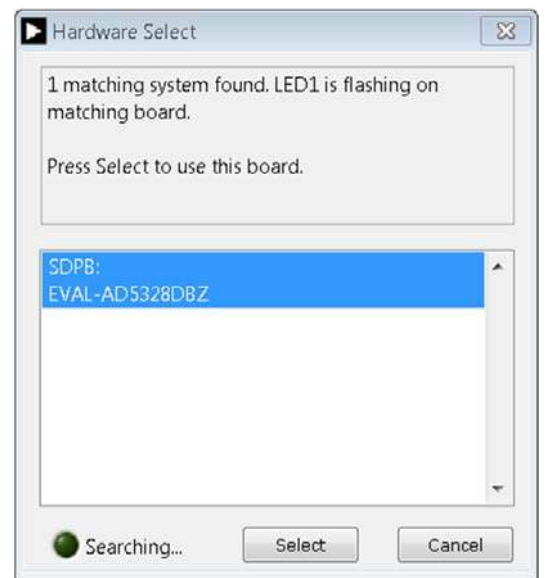 Hardware Select
1 matching system found. LED1 is flashing on
matching board.
Press Select to use this board.
SDPB:
EVAL-AD5328DBZ
Searching...
Select
Cancel